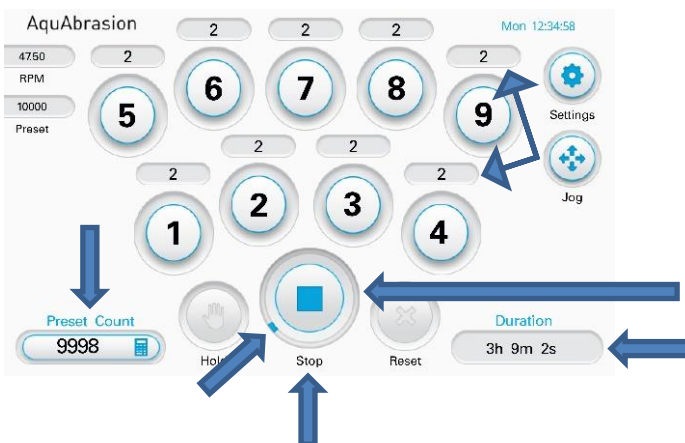 AquAbrasion
Mon 12:34:58
2 2 2
47.50 2 2
RPM
6 7 8
10000
Preset
5 9
Settings
2 2
2 2
2 3
Jog
1 4
Preset Count
9998
Duration
3h 9m 2s
Hold Stop Reset